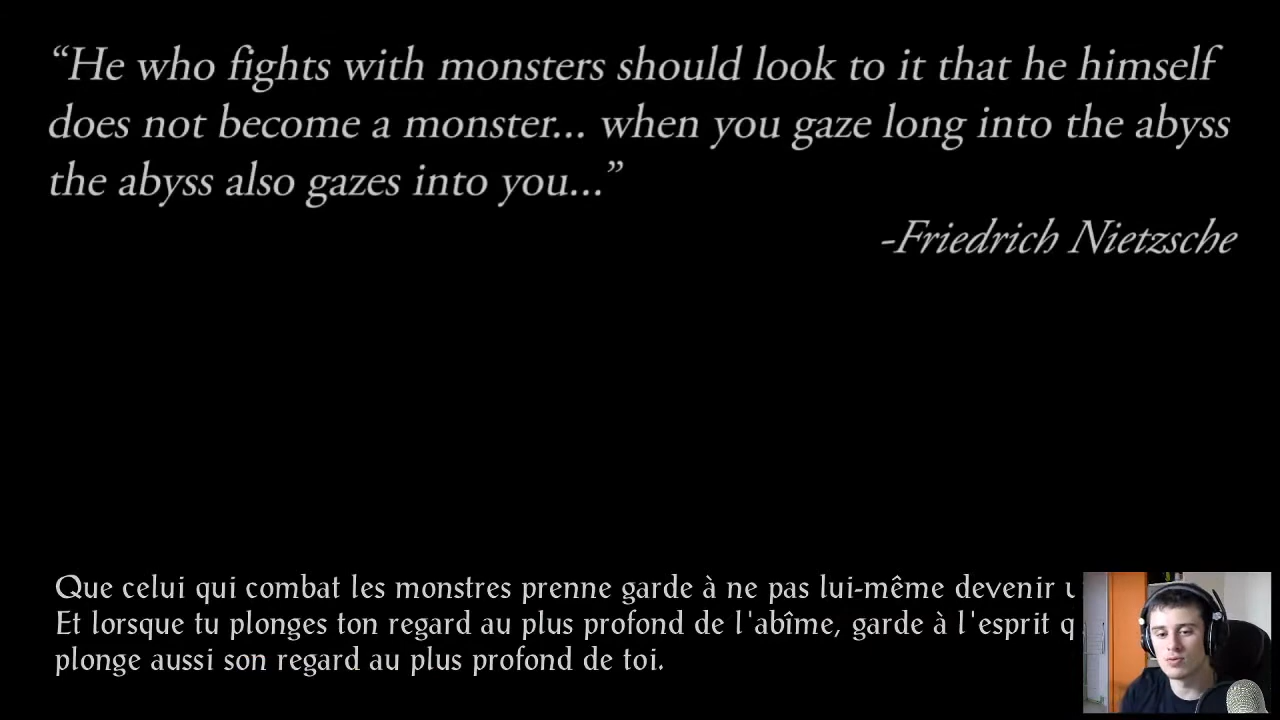 “He who fights with monsters should look to it that he himself
does not become a monster... when you gaze long into the abyss
the abyss also gazes into you...”
-Friedrich Nietzsche
Que celui qui combat les monstres prenne garde à ne pas lui-même devenir
Et lorsque tu plonges ton regard au plus profond de l'abîme, garde à l'esprit
plonge aussi son regard au plus profond de toi.